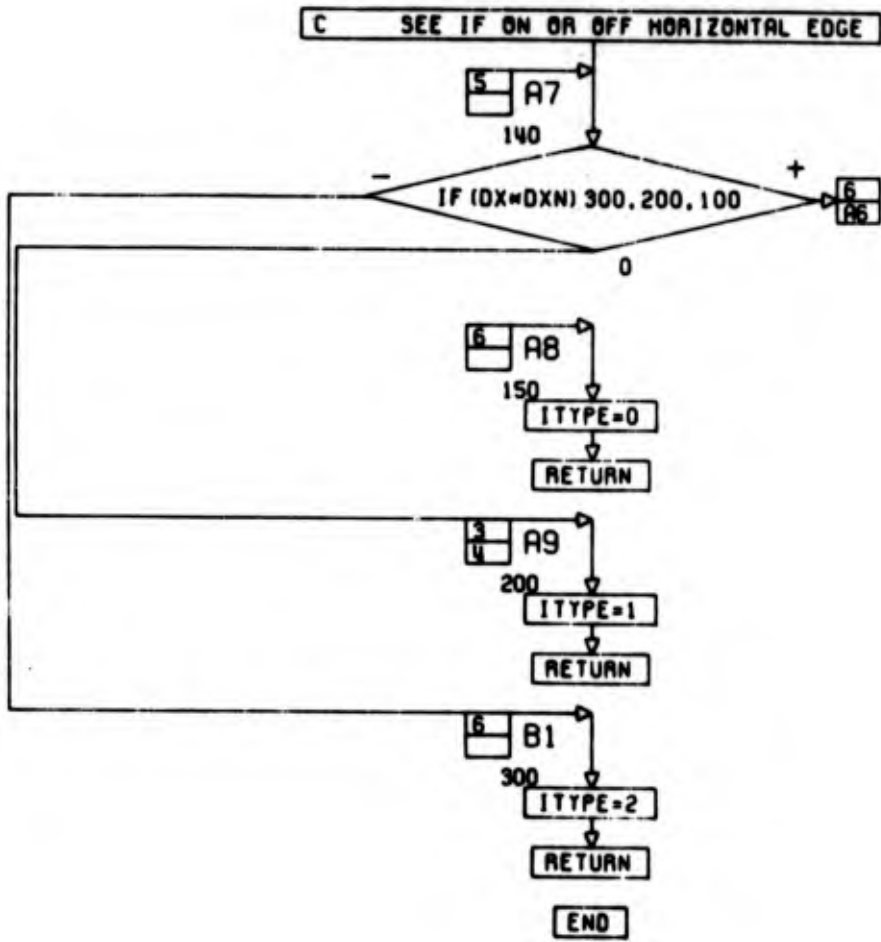 C SEE IF ON OR OFF HORIZONTAL EDGE
5 A7
140
- +
IF (DX*DXN) 300,200,100
6
A6
0
6 A8
150
ITYPE=0
RETURN
3 A9
4
200
ITYPE=1
RETURN
6 B1
300
ITYPE=2
RETURN
END